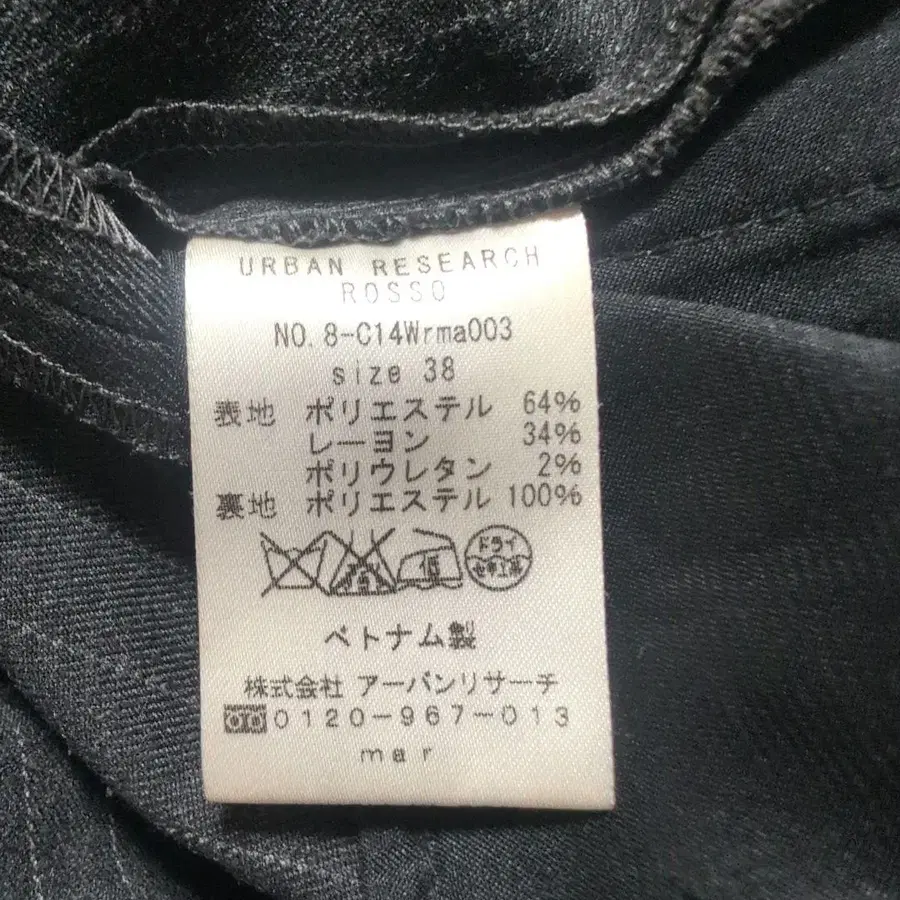 URBAN RESEARCH
ROSSO
NO. 8-C14Wrma003
size 38
表地 ポリエステル 64%
レーヨン 34%
ポリウレタン 2%
裏地 ポリエステル 100%
低 ドライ
ベトナム製
株式会社 アーバンリサーチ
0120-967-013
mar